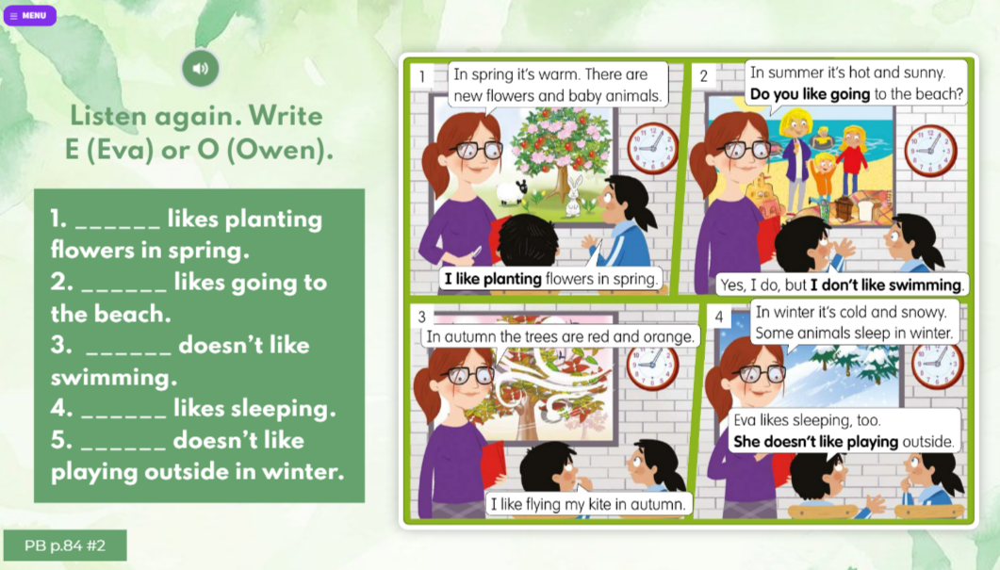 ≡ MENU
Listen again. Write
E (Eva) or O (Owen).
1. ______ likes planting
flowers in spring.
2. ______ likes going to
the beach.
3. ______ doesn't like
swimming.
4. ______ likes sleeping.
5. ______ doesn't like
playing outside in winter.
PB p.84 #2
1
In spring it's warm. There are
new flowers and baby animals.
I like planting flowers in spring.
2
In summer it's hot and sunny.
Do you like going to the beach?
Yes, I do, but I don't like swimming.
3
In autumn the trees are red and orange.
I like flying my kite in autumn.
4
In winter it's cold and snowy.
Some animals sleep in winter.
Eva likes sleeping, too.
She doesn't like playing outside.